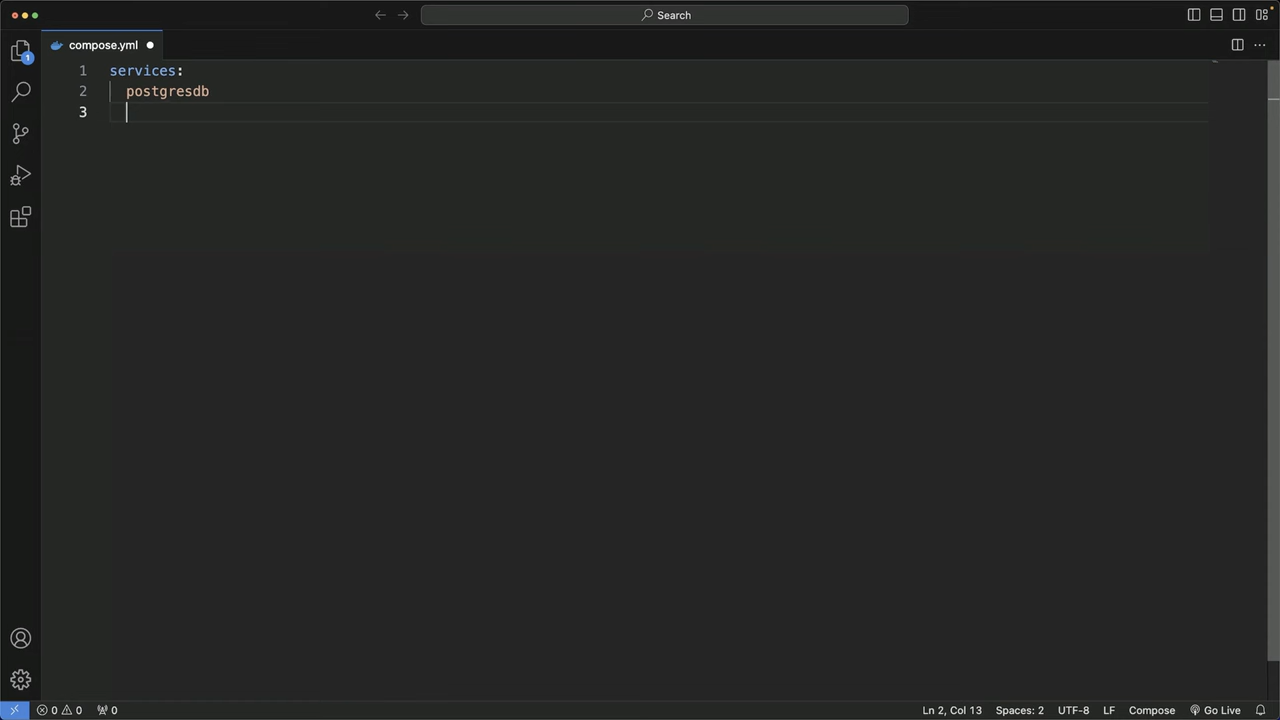 Search
compose.yml
1 services:
2 postgresdb
3
1
0 0 0
Ln 2, Col 13 Spaces: 2 UTF-8 LF Compose Go Live